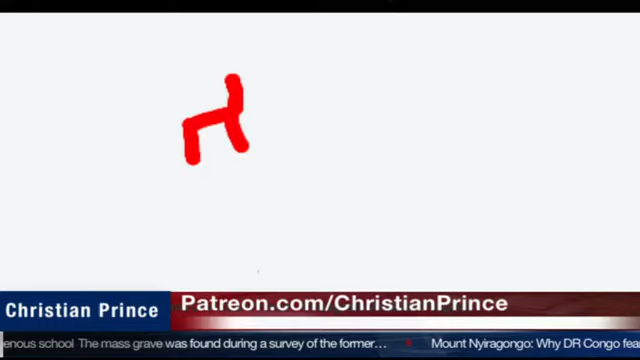 Christian Prince
Patreon.com/ChristianPrince
enous school The mass grave was found during a survey of the former… Mount Nyiragongo: Why DR Congo fea